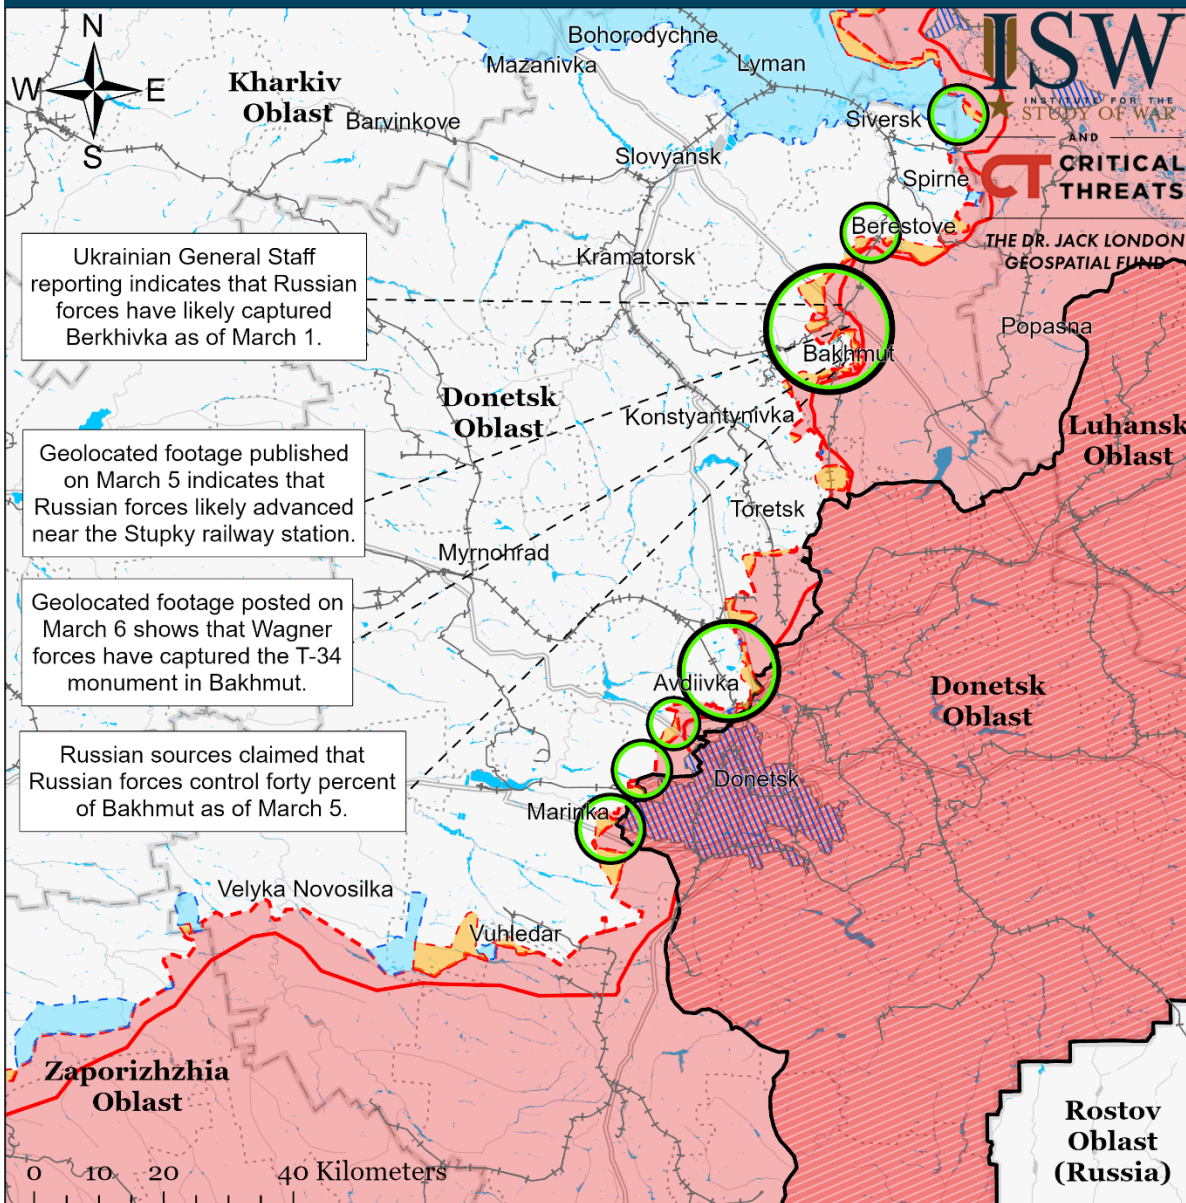 N
W
E
S
Kharkiv
Oblast
Bohorodychne
Mazanivka
Lyman
Barvinkove
Slovyansk
Siversk
Spirne
Berestove
Kramatorsk
ISW
INSTITUTE FOR THE
STUDY OF WAR
AND
CT CRITICAL
THREATS
THE DR. JACK LONDON
GEOSPATIAL FUND
Ukrainian General Staff
reporting indicates that Russian
forces have likely captured
Berkhivka as of March 1.
Popasna
Bakhmut
Donetsk
Oblast
Konstyantynivka
Luhansk
Oblast
Geolocated footage published
on March 5 indicates that
Russian forces likely advanced
near the Stupky railway station.
Toretsk
Myrnohrad
Geolocated footage posted on
March 6 shows that Wagner
forces have captured the T-34
monument in Bakhmut.
Avdiivka
Donetsk
Oblast
Russian sources claimed that
Russian forces control forty percent
of Bakhmut as of March 5.
Donetsk
Marinka
Velyka Novosilka
Vuhledar
Zaporizhzhia
Oblast
Rostov
Oblast
(Russia)
0 10 20 40 Kilometers